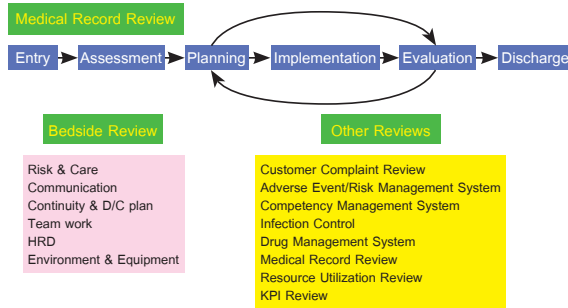 Medical Record Review
Entry Assessment Planning Implementation Evaluation Discharge
Bedside Review
Risk & Care
Communication
Continuity & D/C plan
Team work
HRD
Environment & Equipment
Other Reviews
Customer Complaint Review
Adverse Event/Risk Management System
Competency Management System
Infection Control
Drug Management System
Medical Record Review
Resource Utilization Review
KPI Review